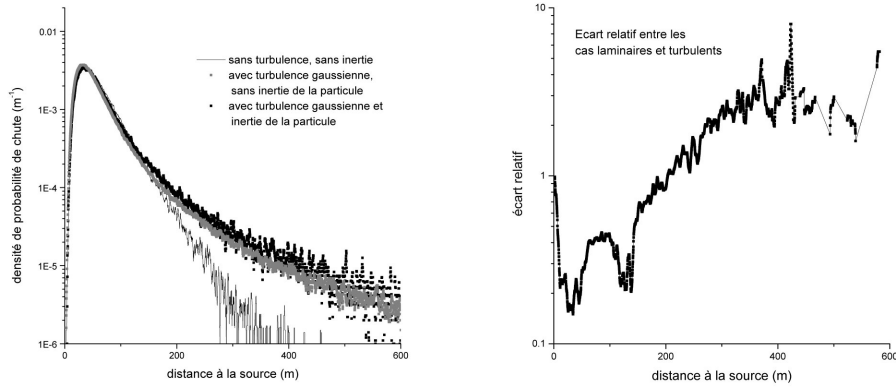 0.01
1E-3
1E-4
1E-5
1E-6
densité de probabilité de chute (m⁻¹)
sans turbulence, sans inertie
avec turbulence gaussienne,
sans inertie de la particule
avec turbulence gaussienne et
inertie de la particule
0
200
400
600
distance à la source (m)
10
1
0.1
écart relatif
Ecart relatif entre les
cas laminaires et turbulents
0
100
200
300
400
500
600
distance à la source (m)